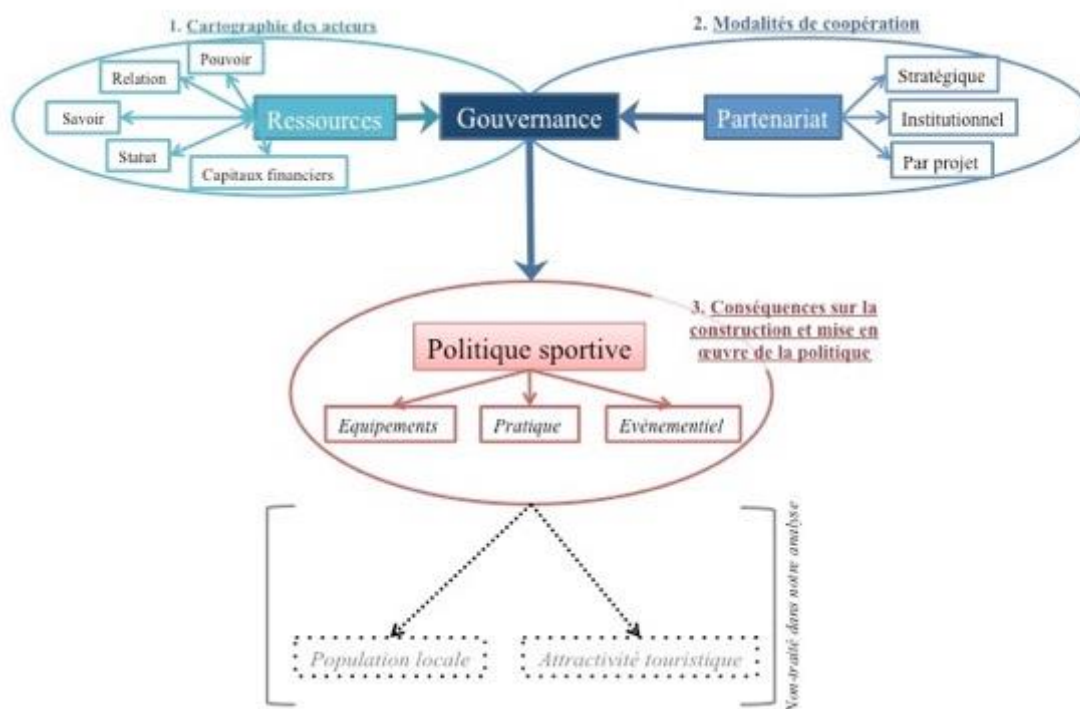 1. Cartographie des acteurs
Pouvoir
Relation
Savoir
Statut
Capitaux financiers
Ressources
Gouvernance
2. Modalités de coopération
Partenariat
Stratégique
Institutionnel
Par projet
3. Conséquences sur la
construction et mise en
œuvre de la politique
Politique sportive
Equipements
Pratique
Evènementiel
Population locale
Attractivité touristique
Non-traité dans notre analyse